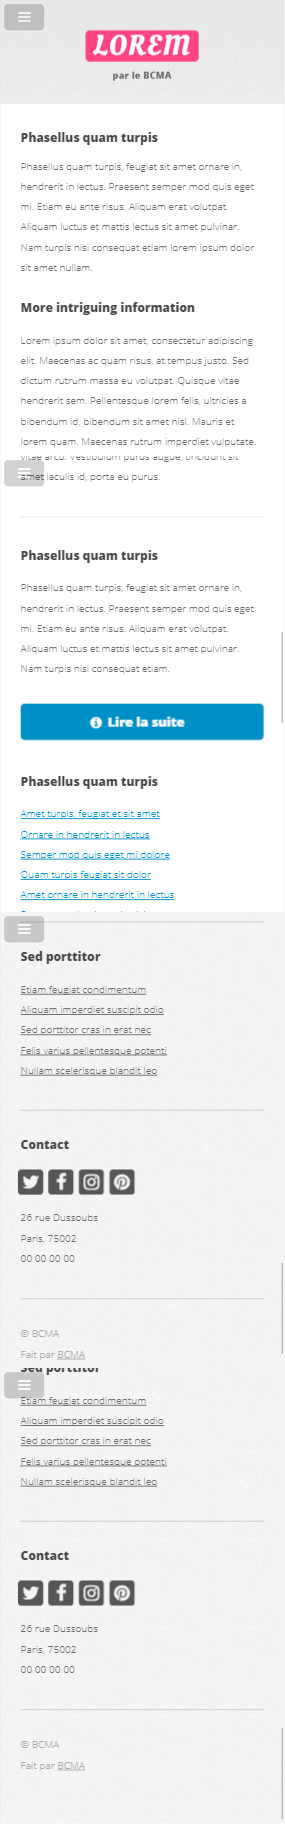 LOREM
par le BCMA
Phasellus quam turpis
Phasellus quam turpis, feugiat sit amet ornare in,
hendrerit in lectus. Praesent semper mod quis eget
mi. Etiam eu ante risus. Aliquam erat volutpat.
Aliquam luctus et mattis lectus sit amet pulvinar.
Nam turpis nisi consequat etiam lorem ipsum dolor
sit amet nullam.
More intriguing information
Lorem ipsum dolor sit amet, consectetur adipiscing
elit. Maecenas ac quam risus, at tempus justo. Sed
dictum rutrum massa eu volutpat. Quisque vitae
hendrerit sem. Pellentesque lorem felis, ultricies a
bibendum id, bibendum sit amet nisl. Mauris et
lorem quam. Maecenas rutrum imperdiet vulputate.
vitae arcu. Vestibulum purus augue, tincidunt sit
amet iaculis id, porta eu purus.
Phasellus quam turpis
Phasellus quam turpis, feugiat sit amet ornare in,
hendrerit in lectus. Praesent semper mod quis eget
mi. Etiam eu ante risus. Aliquam erat volutpat.
Aliquam luctus et mattis lectus sit amet pulvinar.
Nam turpis nisi consequat etiam.
Lire la suite
Phasellus quam turpis
Amet turpis, feugiat et sit amet
Ornare in hendrerit in lectus
Semper mod quis eget mi dolore
Quam turpis feugiat sit dolor
Amet ornare in hendrerit in lectus
Sed porttitor
Etiam feugiat condimentum
Aliquam imperdiet suscipit odio
Sed porttitor cras in erat nec
Felis varius pellentesque potenti
Nullam scelerisque blandit leo
Contact
26 rue Dussoubs
Paris, 75002
00 00 00 00
© BCMA
Fait par BCMA
Sed porttitor
Etiam feugiat condimentum
Aliquam imperdiet suscipit odio
Sed porttitor cras in erat nec
Felis varius pellentesque potenti
Nullam scelerisque blandit leo
Contact
26 rue Dussoubs
Paris, 75002
00 00 00 00
© BCMA
Fait par BCMA